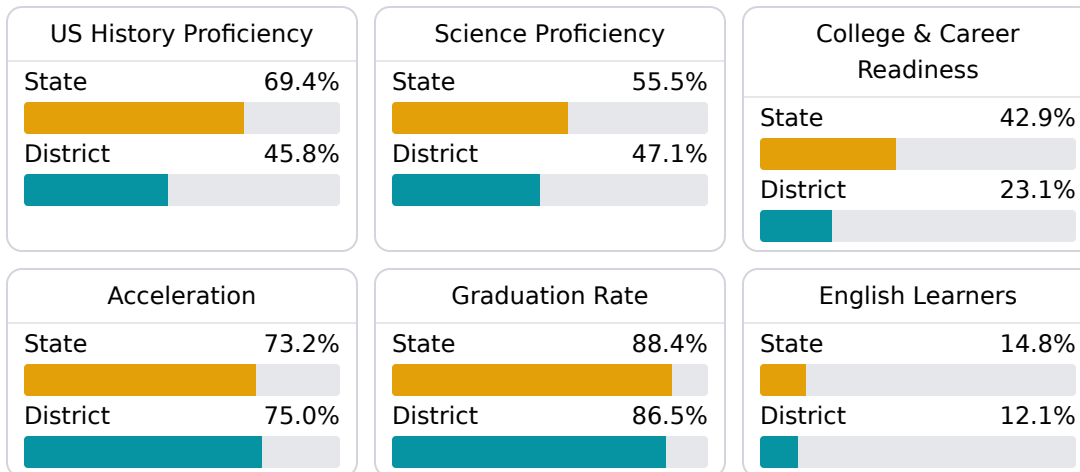 US History Proficiency
State 69.4%
District 45.8%
Science Proficiency
State 55.5%
District 47.1%
College & Career
Readiness
State 42.9%
District 23.1%
Acceleration
State 73.2%
District 75.0%
Graduation Rate
State 88.4%
District 86.5%
English Learners
State 14.8%
District 12.1%